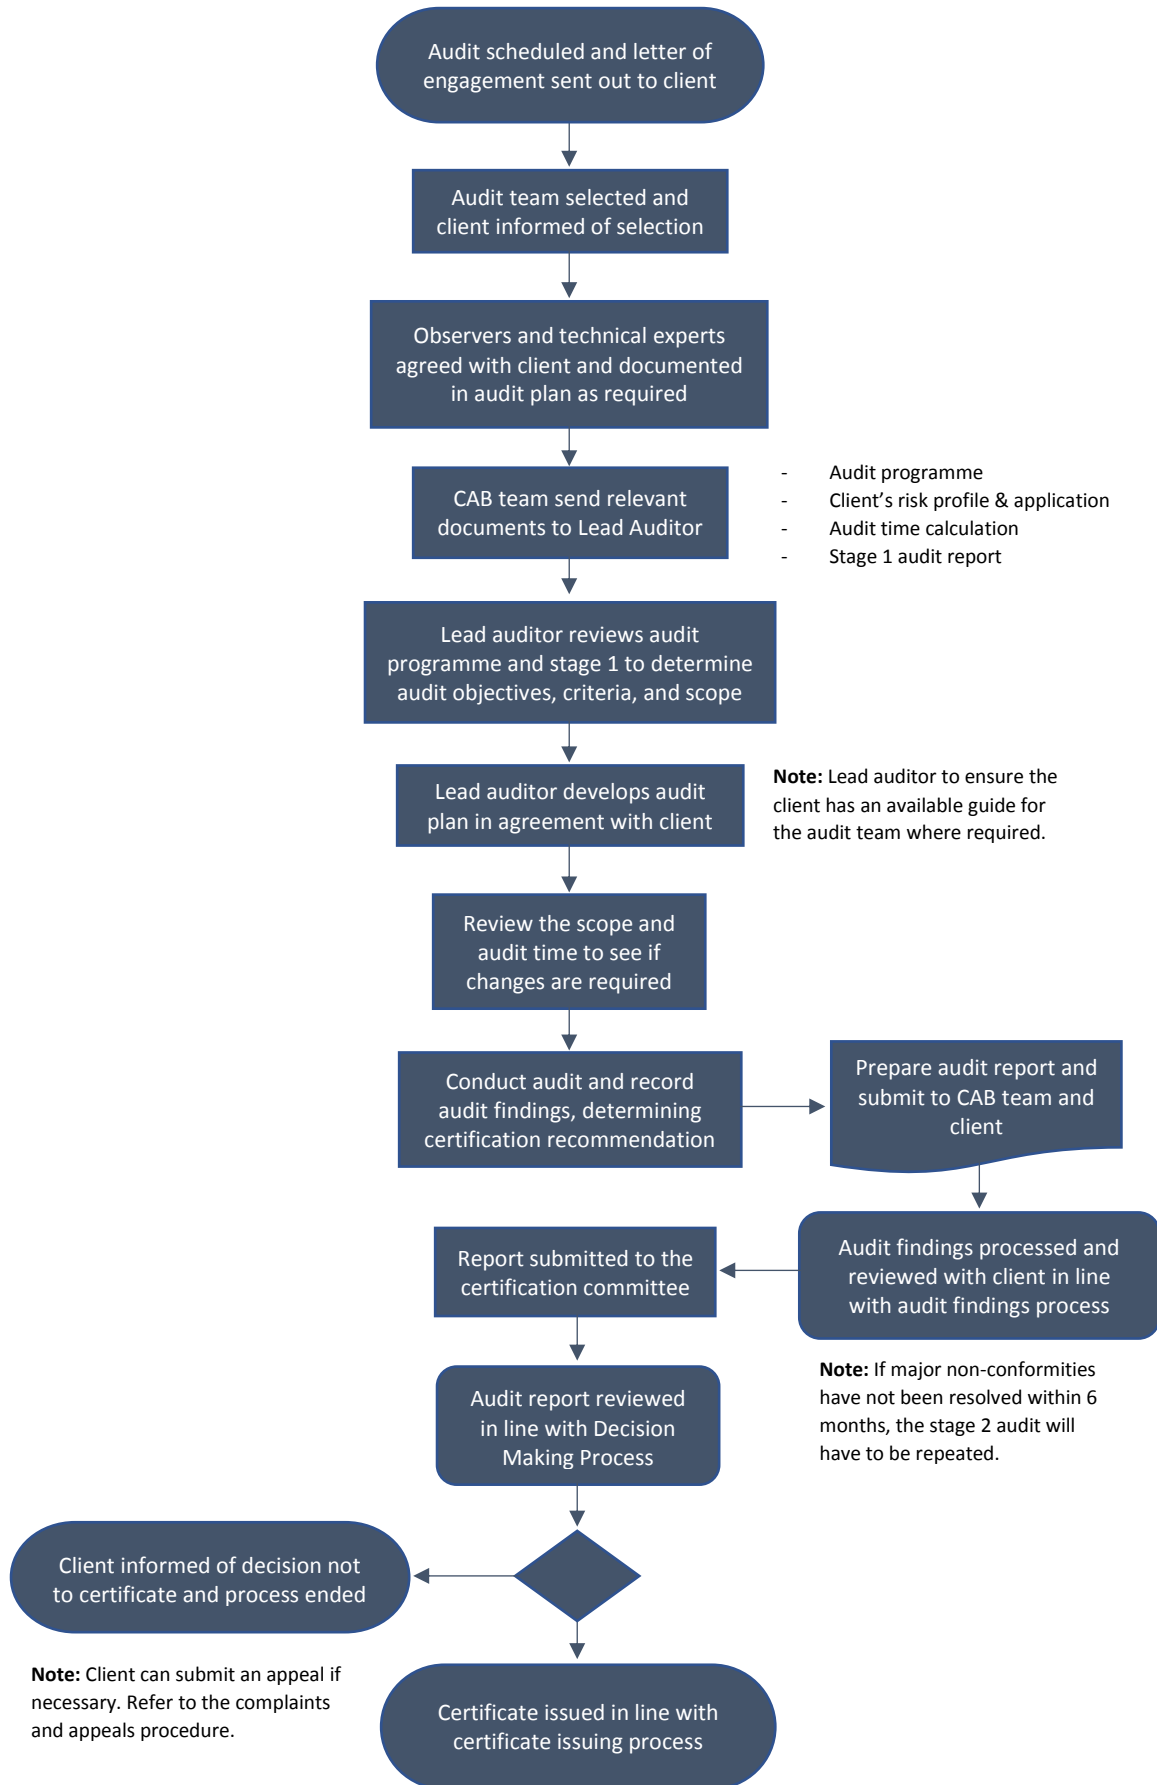 Audit scheduled and letter of
engagement sent out to client
Audit team selected and
client informed of selection
Observers and technical experts
agreed with client and documented
in audit plan as required
CAB team send relevant
documents to Lead Auditor
- Audit programme
- Client’s risk profile & application
- Audit time calculation
- Stage 1 audit report
Lead auditor reviews audit
programme and stage 1 to determine
audit objectives, criteria, and scope
Lead auditor develops audit
plan in agreement with client
Note: Lead auditor to ensure the
client has an available guide for
the audit team where required.
Review the scope and
audit time to see if
changes are required
Conduct audit and record
audit findings, determining
certification recommendation
Prepare audit report and
submit to CAB team and
client
Audit findings processed and
reviewed with client in line
with audit findings process
Note: If major non-conformities
have not been resolved within 6
months, the stage 2 audit will
have to be repeated.
Report submitted to the
certification committee
Audit report reviewed
in line with Decision
Making Process
Client informed of decision not
to certificate and process ended
Note: Client can submit an appeal if
necessary. Refer to the complaints
and appeals procedure.
Certificate issued in line with
certificate issuing process